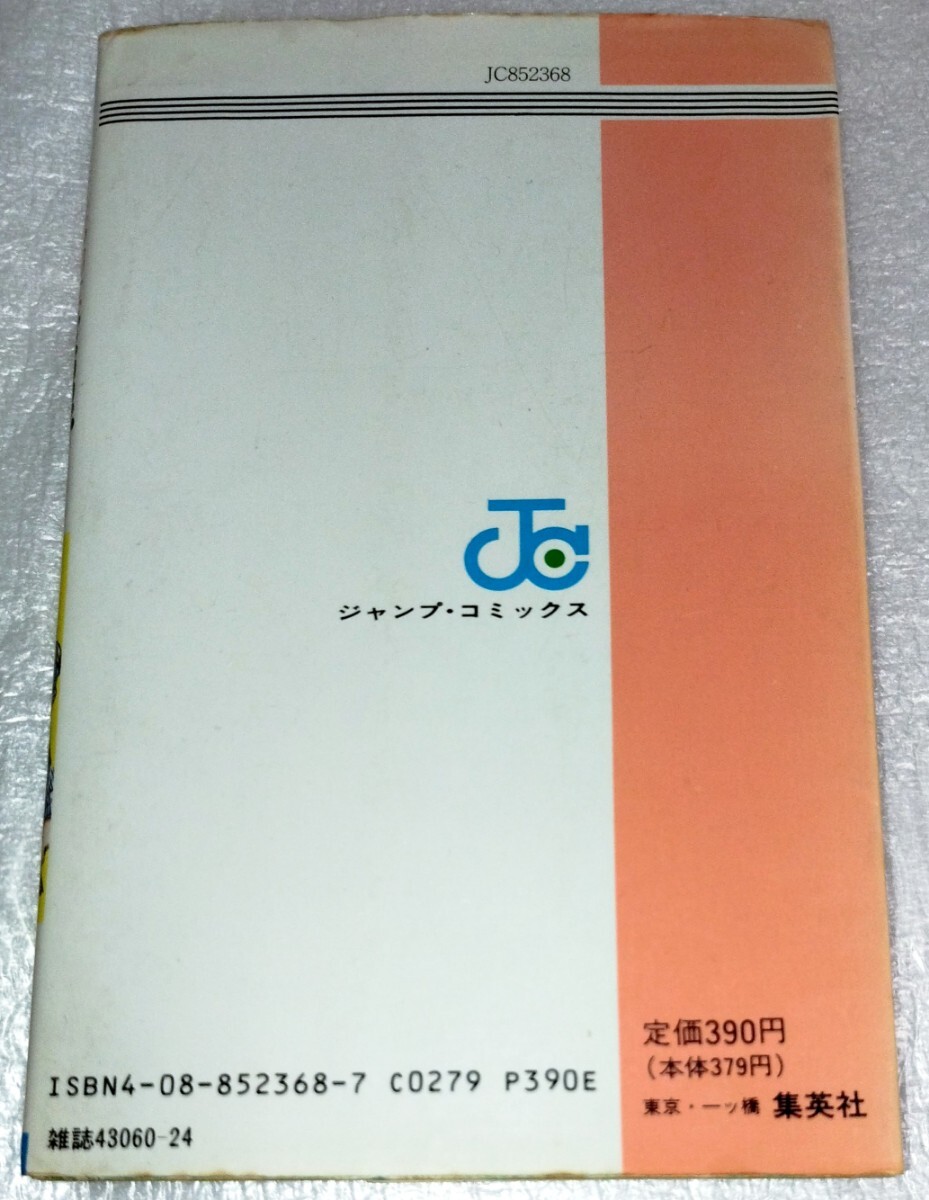 JC852368
JC
ジャンプ・コミックス
定価390円
(本体379円)
東京・一ッ橋 集英社
ISBN4-08-852368-7 C0279 P390E
雑誌43060-24